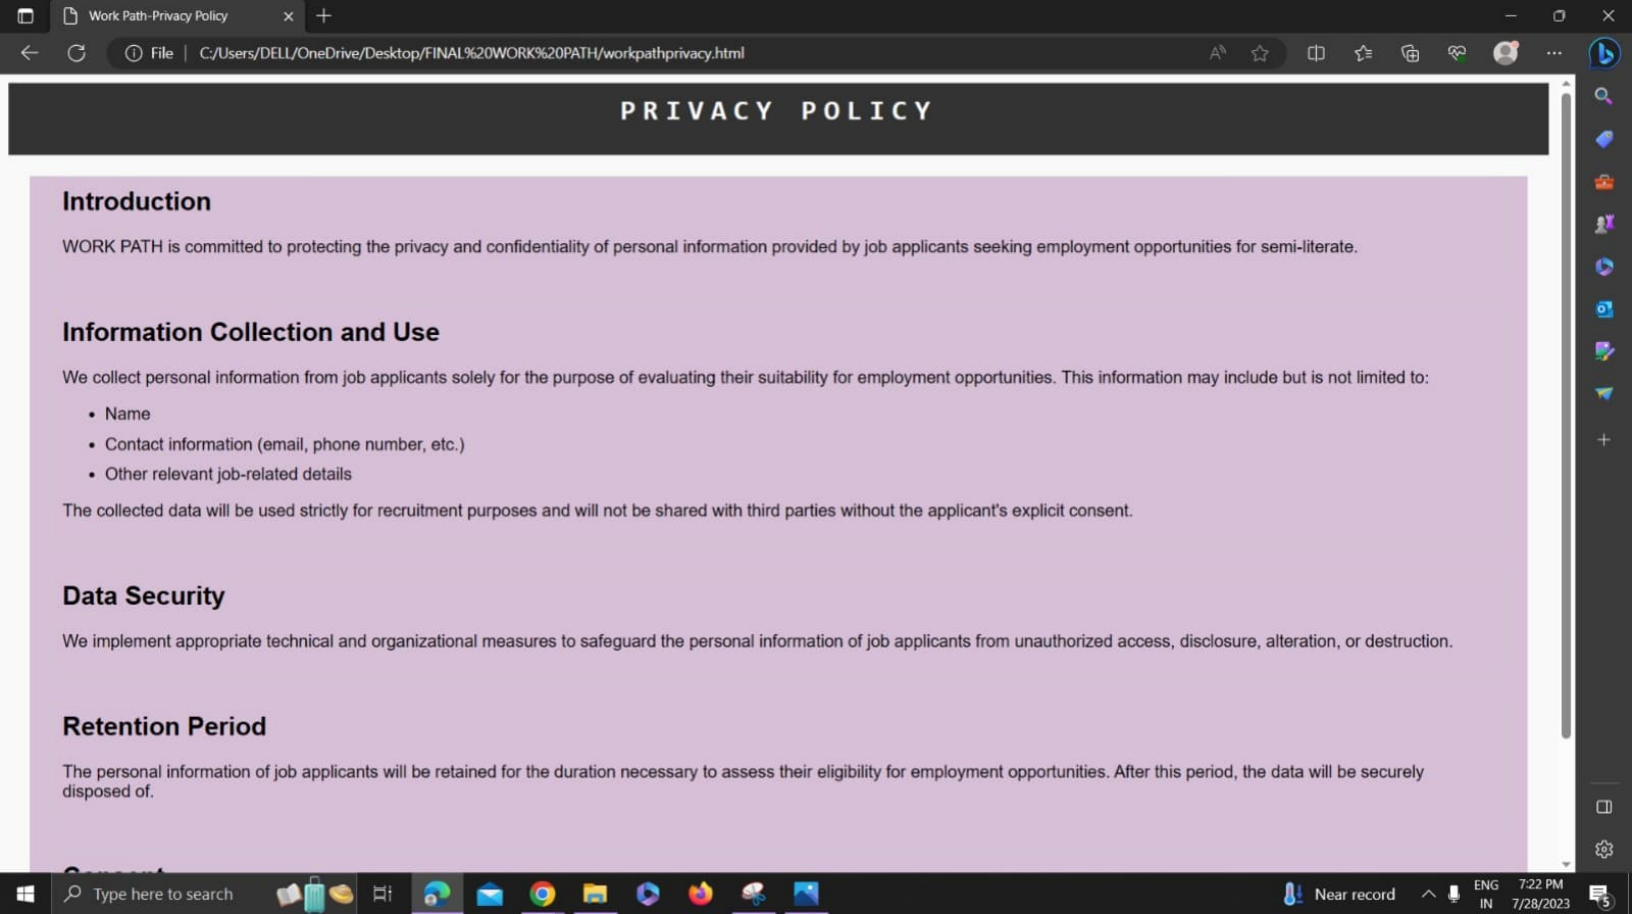 Work Path-Privacy Policy
File | C:/Users/DELL/OneDrive/Desktop/FINAL%20WORK%20PATH/workpathprivacy.html
PRIVACY POLICY
Introduction
WORK PATH is committed to protecting the privacy and confidentiality of personal information provided by job applicants seeking employment opportunities for semi-literate.
Information Collection and Use
We collect personal information from job applicants solely for the purpose of evaluating their suitability for employment opportunities. This information may include but is not limited to:
• Name
• Contact information (email, phone number, etc.)
• Other relevant job-related details
The collected data will be used strictly for recruitment purposes and will not be shared with third parties without the applicant's explicit consent.
Data Security
We implement appropriate technical and organizational measures to safeguard the personal information of job applicants from unauthorized access, disclosure, alteration, or destruction.
Retention Period
The personal information of job applicants will be retained for the duration necessary to assess their eligibility for employment opportunities. After this period, the data will be securely
disposed of.
Consent
Type here to search
Near record
ENG
IN
7:22 PM
7/28/2023
5